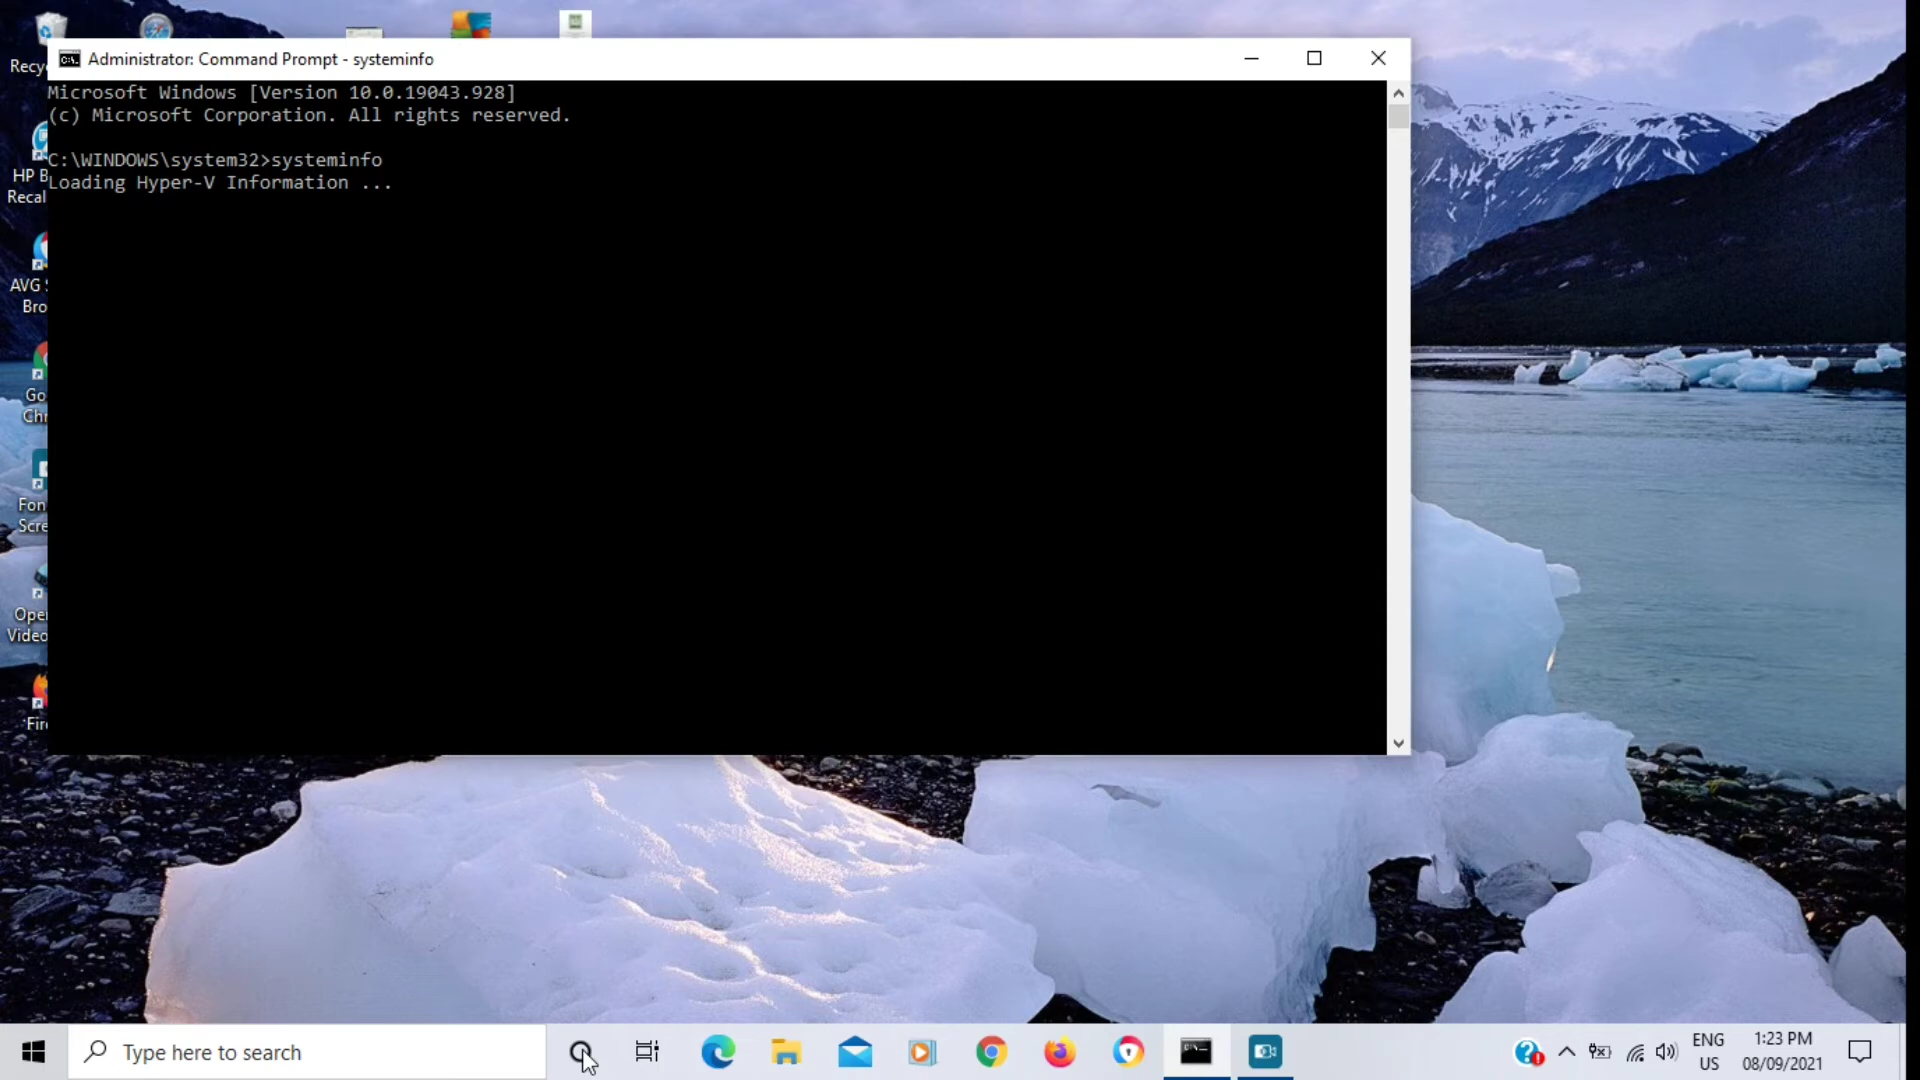 Administrator: Command Prompt - systeminfo
Microsoft Windows [Version 10.0.19043.928]
(c) Microsoft Corporation. All rights reserved.
C:\WINDOWS\system32>systeminfo
Loading Hyper-V Information ...
Recy
HP B
Recal
AVG S
Bro
Go
Chr
Fon
Scre
Ope
Video
Fire
Type here to search
ENG
US
1:23 PM
08/09/2021